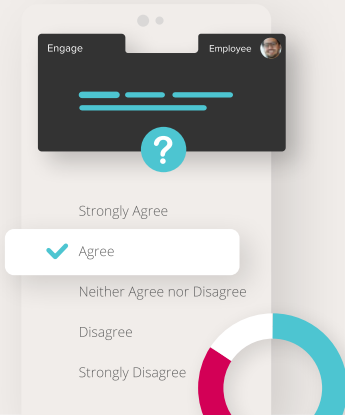 Engage
Employee
?
Strongly Agree
Agree
Neither Agree nor Disagree
Disagree
Strongly Disagree